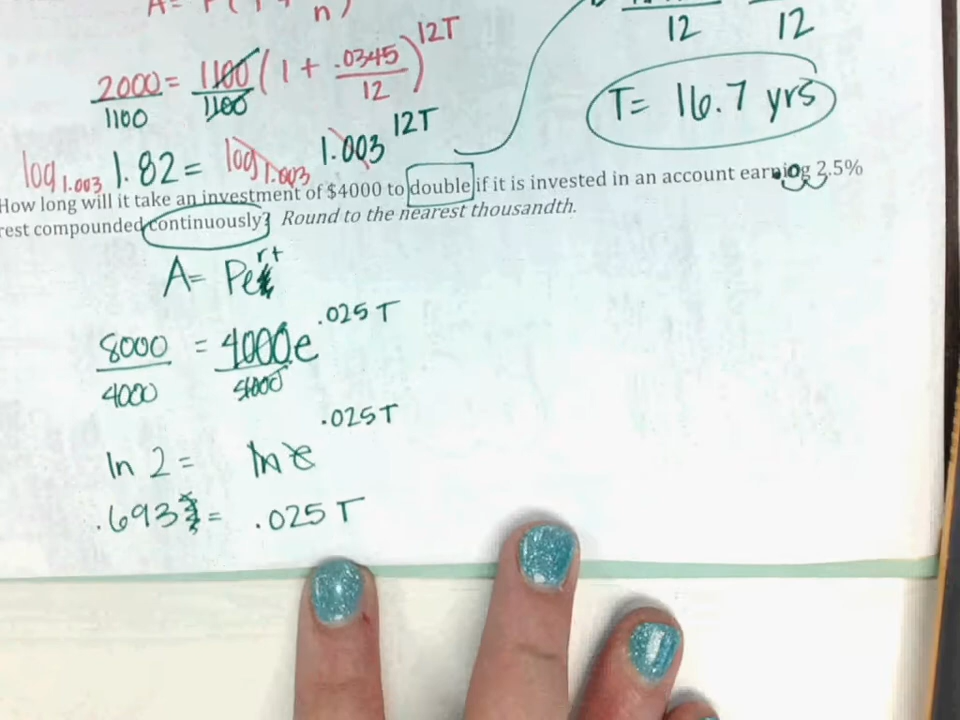 A = P(1 + n)
12 12
2000 = 1100(1 + .0345/12)^12T
1100 1100
T= 16.7 yrs
log1.003 1.82 = log1.003 1.003^12T
How long will it take an investment of $4000 to double if it is invested in an account earning 2.5%
rest compounded continuously? Round to the nearest thousandth.
A= Pe^rt
8000 = 4000e^.025T
4000 4000
ln 2 = ln e^.025T
.693 = .025T